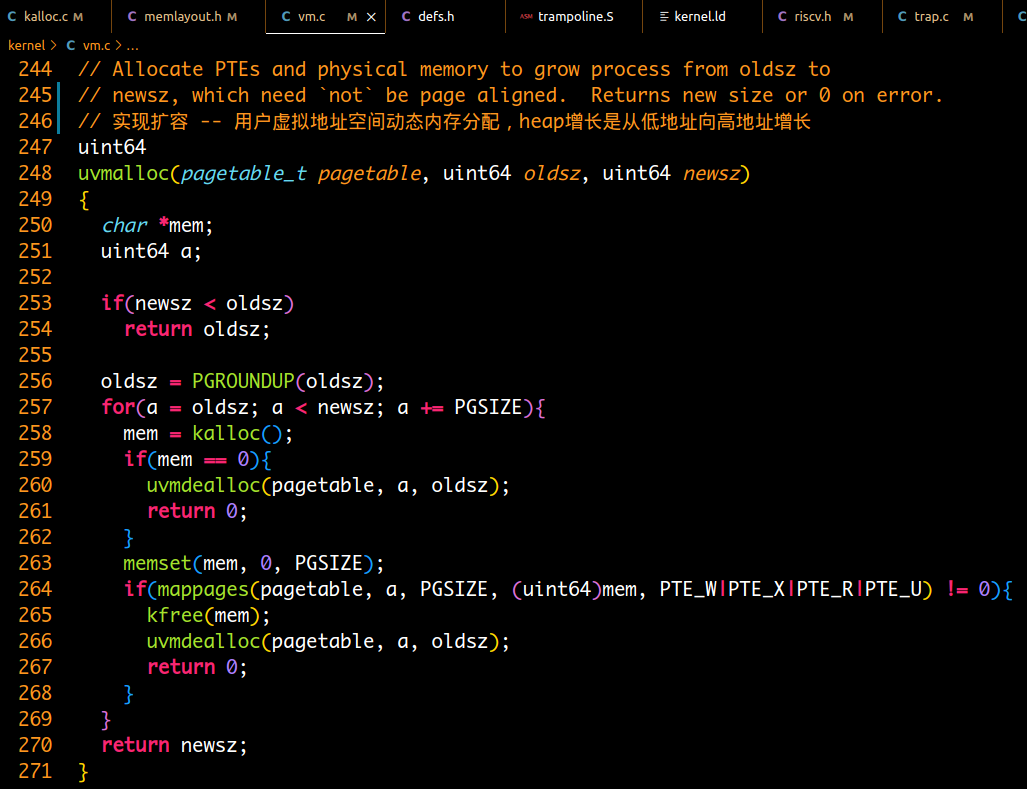 kalloc.c M memlayout.h M vm.c M × defs.h trampoline.S kernel.ld riscv.h M trap.c M
kernel > C vm.c > ...
244 // Allocate PTEs and physical memory to grow process from oldsz to
245 // newsz, which need `not` be page aligned.  Returns new size or 0 on error.
246 // 实现扩容 -- 用户虚拟地址空间动态内存分配，heap增长是从低地址向高地址增长
247 uint64
248 uvmalloc(pagetable_t pagetable, uint64 oldsz, uint64 newsz)
249 {
250   char *mem;
251   uint64 a;
252
253   if(newsz < oldsz)
254     return oldsz;
255
256   oldsz = PGROUNDUP(oldsz);
257   for(a = oldsz; a < newsz; a += PGSIZE){
258     mem = kalloc();
259     if(mem == 0){
260       uvmdealloc(pagetable, a, oldsz);
261       return 0;
262     }
263     memset(mem, 0, PGSIZE);
264     if(mappages(pagetable, a, PGSIZE, (uint64)mem, PTE_W|PTE_X|PTE_R|PTE_U) != 0){
265       kfree(mem);
266       uvmdealloc(pagetable, a, oldsz);
267       return 0;
268     }
269   }
270   return newsz;
271 }